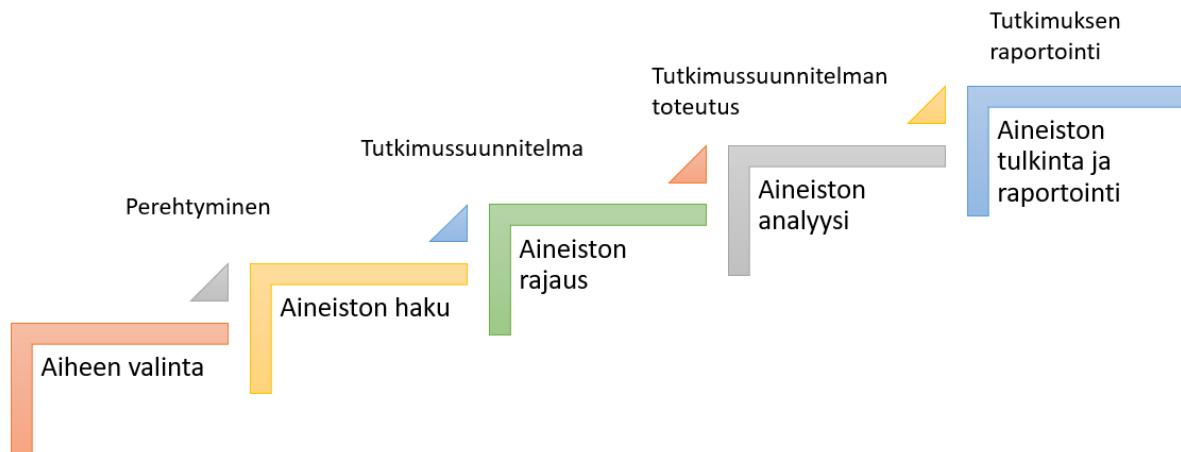 Tutkimuksen
raportointi
Tutkimussuunnitelman
toteutus
Tutkimussuunnitelma
Perehtyminen
Aiheen valinta
Aineiston haku
Aineiston
rajaus
Aineiston
analyysi
Aineiston
tulkinta ja
raportointi